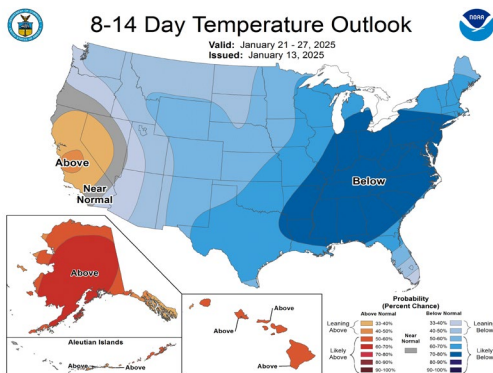 8-14 Day Temperature Outlook
Valid: January 21 - 27, 2025
Issued: January 13, 2025
NOAA
Above
Near
Normal
Below
Above
Aleutian Islands
Above
Above
Above
Above
Above
Probability
(Percent Chance)
Above Normal
Below Normal
Leaning
Above
Likely
Above
33-40%
40-50%
50-60%
60-70%
70-80%
80-90%
90-100%
Near
Normal
33-40%
40-50%
50-60%
60-70%
70-80%
80-90%
90-100%
Leaning
Below
Likely
Below